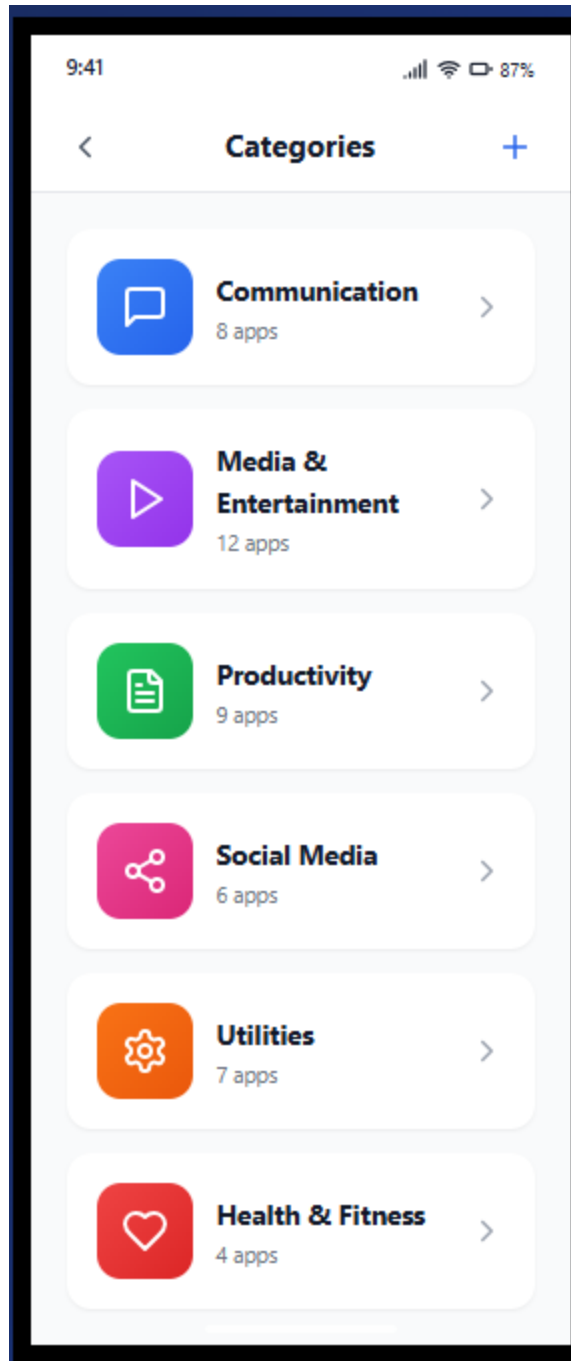 9:41
87%
Categories
Communication
8 apps
Media &
Entertainment
12 apps
Productivity
9 apps
Social Media
6 apps
Utilities
7 apps
Health & Fitness
4 apps